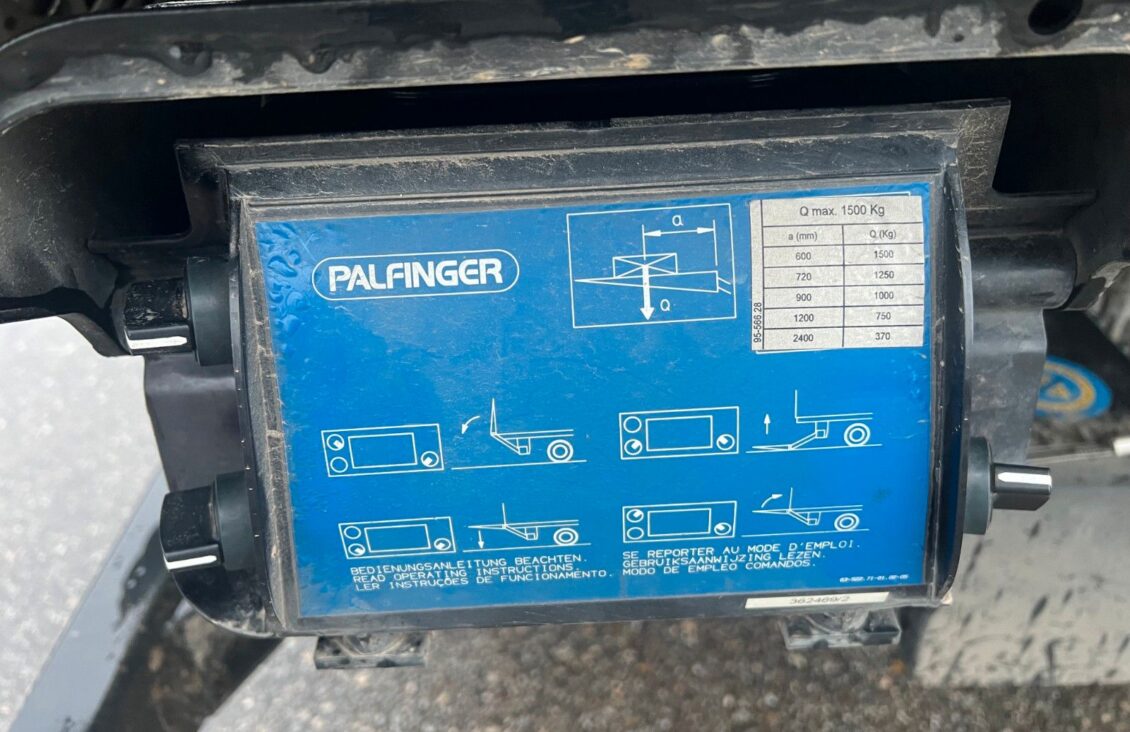 PALFINGER
a
Q
Q max. 1500 Kg
a (mm) Q (Kg)
600 1500
720 1250
900 1000
1200 750
2400 370
95-566.28
BEDIENUNGSANLEITUNG BEACHTEN.
READ OPERATING INSTRUCTIONS.
LER INSTRUÇÕES DE FUNCIONAMENTO.
SE REPORTER AU MODE D'EMPLOI.
GEBRUIKSAANWIJZING LEZEN.
MODO DE EMPLEO COMANDOS.
362469/2